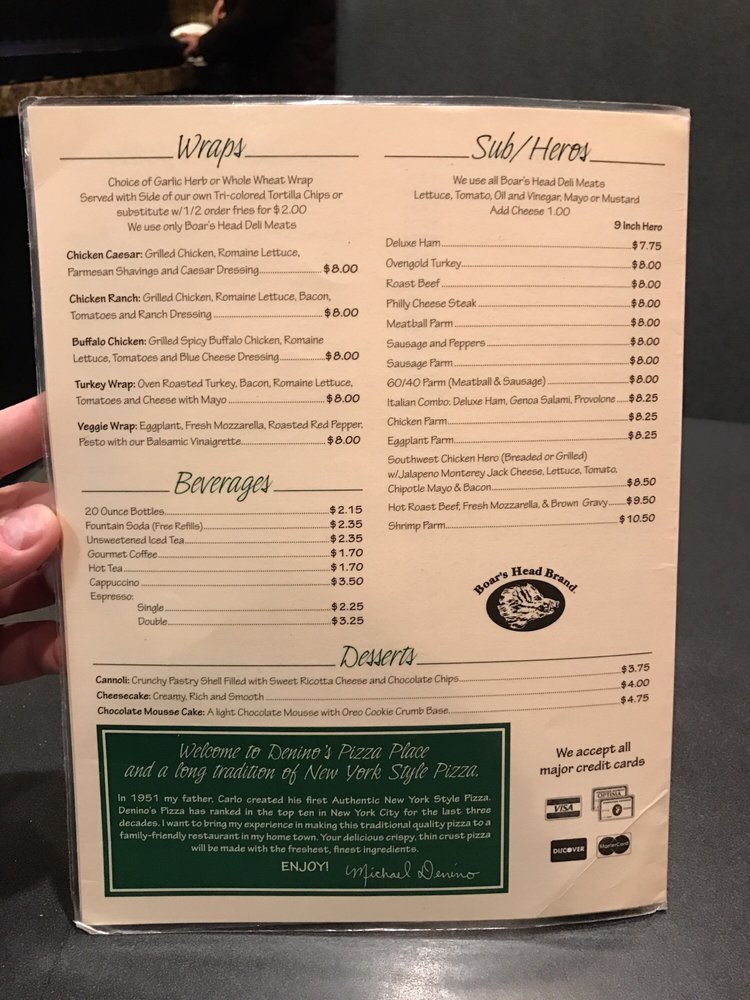 Wraps
Choice of Garlic Herb or Whole Wheat Wrap
Served with Side of our own Tri-colored Tortilla Chips or
substitute w/1/2 order fries for $2.00
We use only Boar's Head Deli Meats
Chicken Caesar: Grilled Chicken, Romaine Lettuce,
Parmesan Shavings and Caesar Dressing $8.00
Chicken Ranch: Grilled Chicken, Romaine Lettuce, Bacon,
Tomatoes and Ranch Dressing $8.00
Buffalo Chicken: Grilled Spicy Buffalo Chicken, Romaine
Lettuce, Tomatoes and Blue Cheese Dressing $8.00
Turkey Wrap: Oven Roasted Turkey, Bacon, Romaine Lettuce,
Tomatoes and Cheese with Mayo $8.00
Veggie Wrap: Eggplant, Fresh Mozzarella, Roasted Red Pepper,
Pesto with our Balsamic Vinaigrette $8.00
Beverages
20 Ounce Bottles $2.15
Fountain Soda (Free Refills) $2.35
Unsweetened Iced Tea $2.35
Gourmet Coffee $1.70
Hot Tea $1.70
Cappuccino $3.50
Espresso:
Single $2.25
Double $3.25
Sub/Heros
We use all Boar's Head Deli Meats
Lettuce, Tomato, Oil and Vinegar, Mayo or Mustard
Add Cheese 1.00
9 inch Hero
Deluxe Ham $7.75
Ovengold Turkey $8.00
Roast Beef $8.00
Philly Cheese Steak $8.00
Meatball Parm $8.00
Sausage and Peppers $8.00
Sausage Parm $8.00
60/40 Parm (Meatball & Sausage) $8.00
Italian Combo: Deluxe Ham, Genoa Salami, Provolone $8.25
Chicken Parm $8.25
Eggplant Parm $8.25
Southwest Chicken Hero (Breaded or Grilled)
w/Jalapeno Monterey Jack Cheese, Lettuce, Tomato,
Chipotle Mayo & Bacon $8.50
Hot Roast Beef, Fresh Mozzarella, & Brown Gravy $9.50
Shrimp Parm $10.50
Boar's Head Brand
Desserts
Cannoli: Crunchy Pastry Shell Filled with Sweet Ricotta Cheese and Chocolate Chips $3.75
Cheesecake: Creamy, Rich and Smooth $4.00
Chocolate Mousse Cake: A light Chocolate Mousse with Oreo Cookie Crumb Base $4.75
Welcome to Denino's Pizza Place
and a long tradition of New York Style Pizza.
In 1951 my father, Carlo created his first Authentic New York Style Pizza.
Denino's Pizza has ranked in the top ten in New York City for the last three
decades. I want to bring my experience in making this traditional quality pizza to a
family-friendly restaurant in my home town. Your delicious crispy, thin crust pizza
will be made with the freshest, finest ingredients.
ENJOY! Michael Denino
We accept all
major credit cards
VISA
OPTIMA
DISCOVER
MasterCard